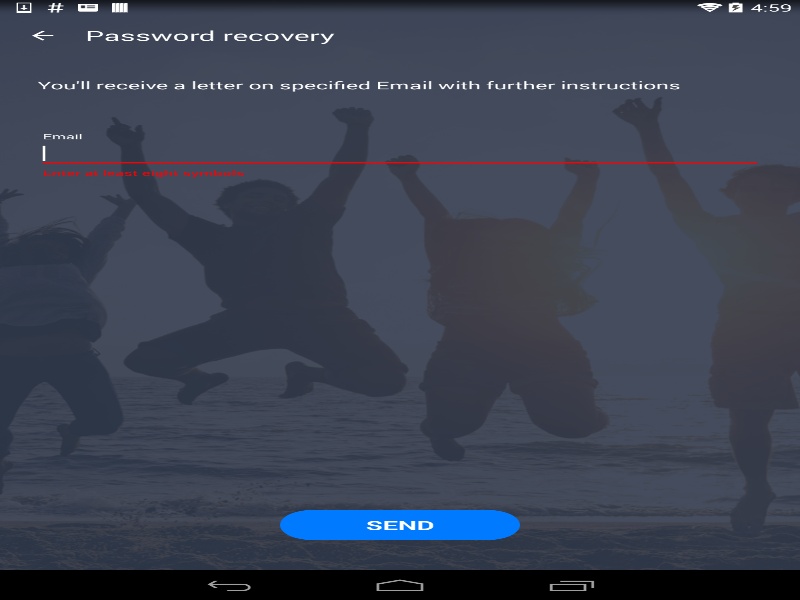 4:59
Password recovery
You'll receive a letter on specified Email with further instructions
Email
at least eight symbols
SEND